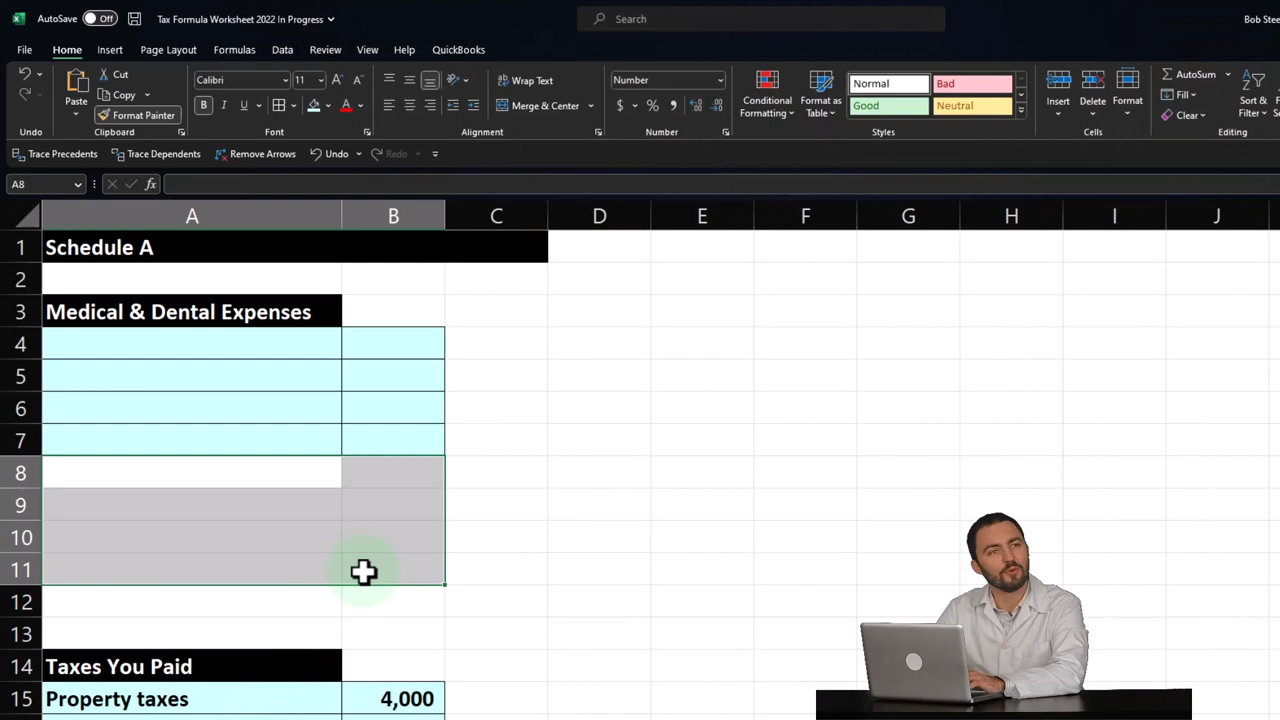 AutoSave Off Tax Formula Worksheet 2022 In Progress Search Bob Stee
File Home Insert Page Layout Formulas Data Review View Help QuickBooks
Cut Calibri 11 Wrap Text Number Normal Bad AutoSum
Paste Copy Conditional Format as Good Neutral Insert Delete Format Fill Sort &
Format Painter B I U A Merge & Center $ % Formatting Table Clear Filter
Undo Clipboard Font Alignment Number Styles Cells Editing
Trace Precedents Trace Dependents Remove Arrows Undo Redo
A8 fx
A B C D E F G H I J
1 Schedule A
2
3 Medical & Dental Expenses
4
5
6
7
8
9
10
11
12
13
14 Taxes You Paid
15 Property taxes 4,000